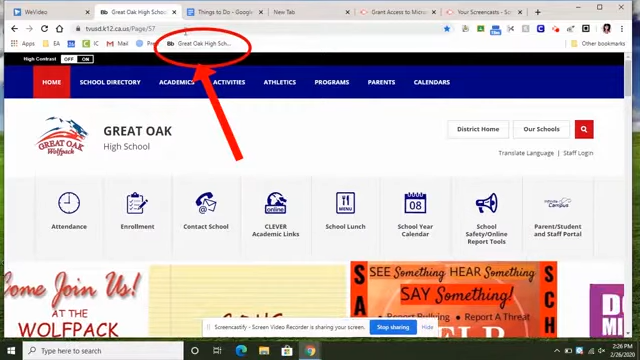 WeVideo
Great Oak High School
Things to Do - Google
New Tab
Grant Access to Micro
Your Screencasts - Sc
tvusd.k12.ca.us/Page/57
Apps
CA
IC
Mail
Great Oak High Sch...
Other bookmarks
High Contrast OFF ON
HOME
SCHOOL DIRECTORY
ACADEMICS
ACTIVITIES
ATHLETICS
PROGRAMS
PARENTS
CALENDARS
GREAT OAK
Wolfpack
GREAT OAK
High School
District Home
Our Schools
Translate Language | Staff Login
Attendance
Enrollment
Contact School
online
CLEVER
Academic Links
MENU
School Lunch
08
School Year
Calendar
School
Safety/Online
Report Tools
Infinite Campus
Parent/Student
and Staff Portal
Come Join Us!
AT THE
WOLFPACK
SEE Something HEAR Something
SAY Something!
Report Bullying
Report A Threat
Screencastify - Screen Video Recorder is sharing your screen.
Stop sharing
Hide
Type here to search
2:26 PM